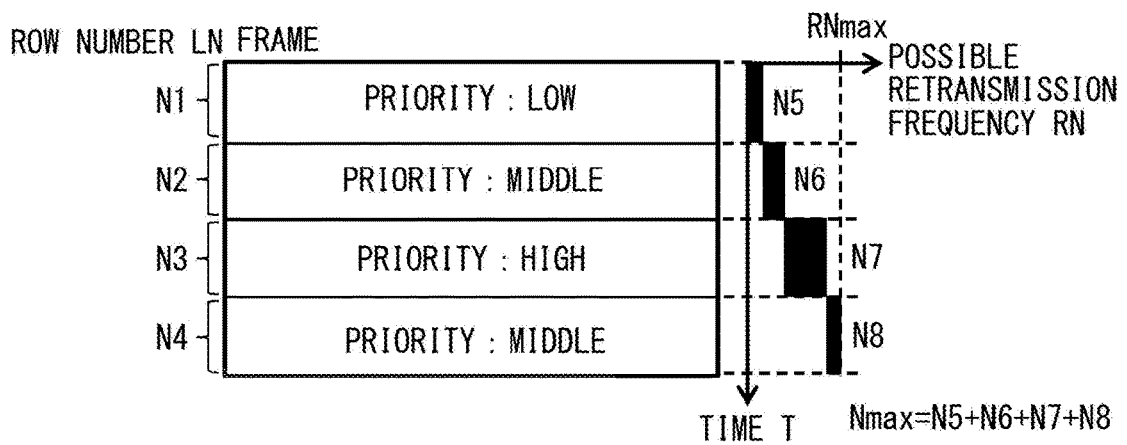 RNmax
ROW NUMBER LN FRAME
POSSIBLE
RETRANSMISSION
FREQUENCY RN
N1
PRIORITY : LOW
N5
N2
PRIORITY : MIDDLE
N6
N3
PRIORITY : HIGH
N7
N4
PRIORITY : MIDDLE
N8
TIME T
Nmax=N5+N6+N7+N8